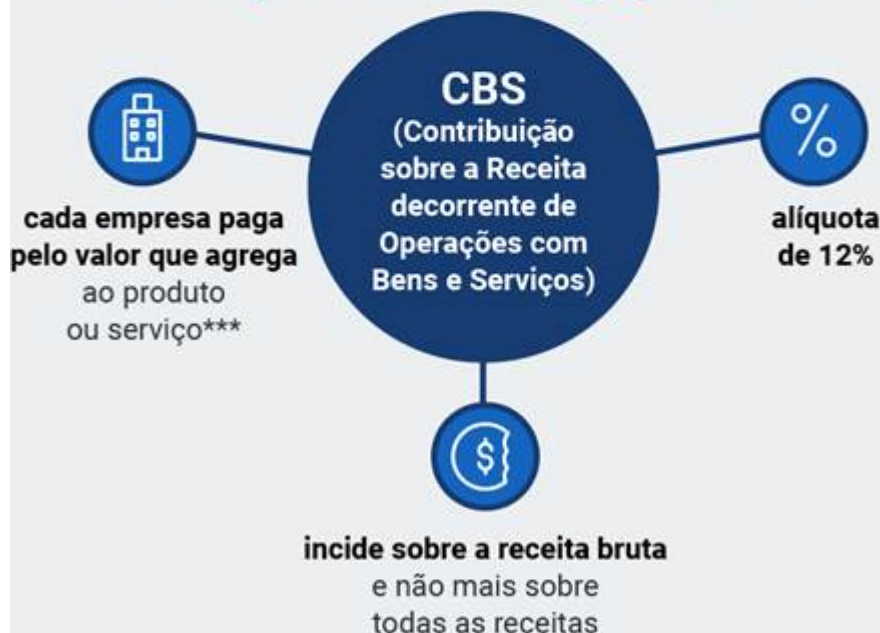 CBS
(Contribuição
sobre a Receita
decorrente de
Operações com
Bens e Serviços)
cada empresa paga
pelo valor que agrega
ao produto
ou serviço***
%
alíquota
de 12%
$
incide sobre a receita bruta
e não mais sobre
todas as receitas